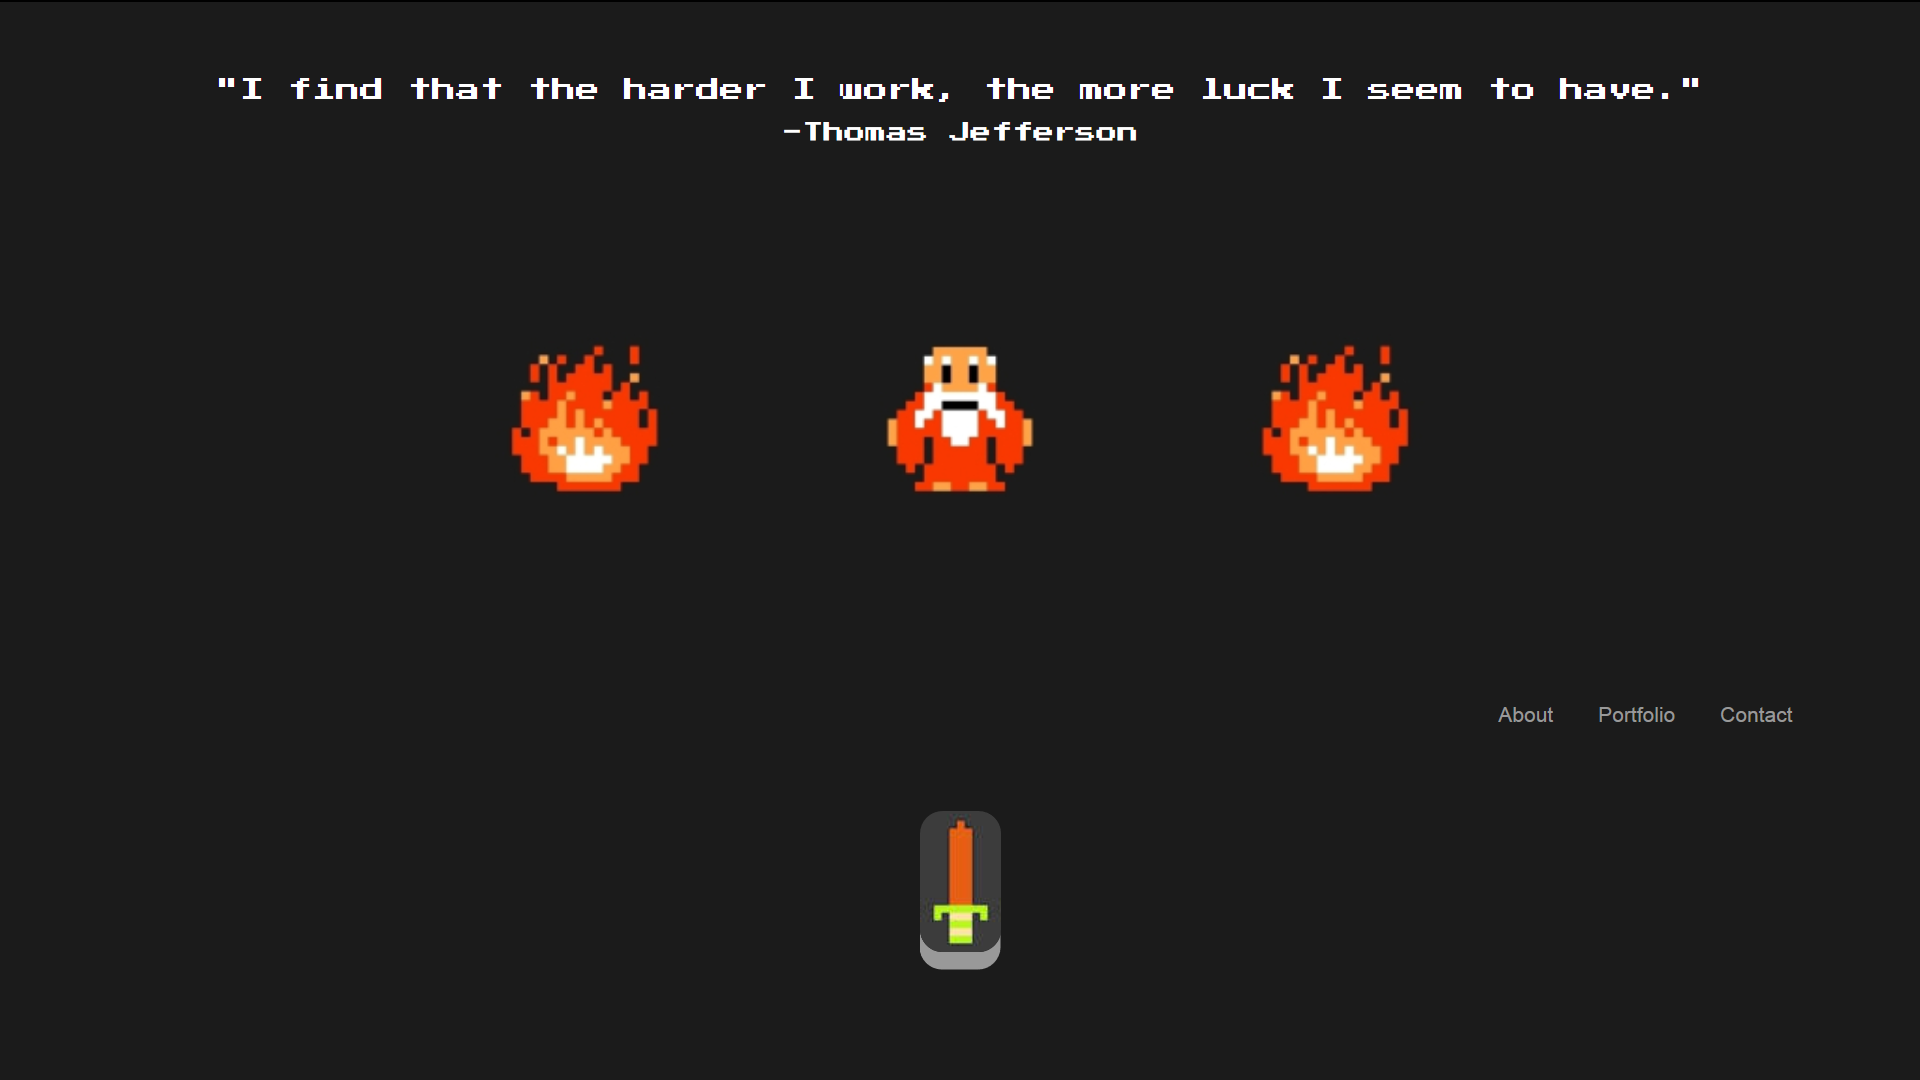 "I find that the harder I work, the more luck I seem to have."
-Thomas Jefferson
About Portfolio Contact